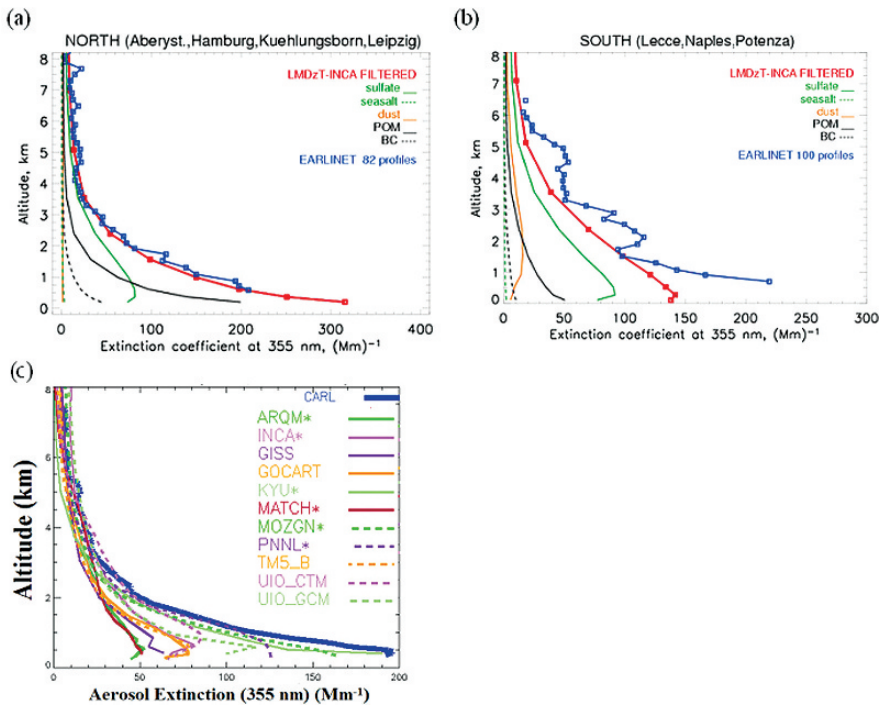 (a)
NORTH (Aberyst.,Hamburg,Kuehlungsborn,Leipzig)
LMDzT-INCA FILTERED
sulfate
seasalt
dust
POM
BC
EARLINET 82 profiles
Altitude, km
8
7
6
5
4
3
2
1
0
0 100 200 300 400
Extinction coefficient at 355 nm, (Mm)⁻¹
(b)
SOUTH (Lecce,Naples,Potenza)
LMDzT-INCA FILTERED
sulfate
seasalt
dust
POM
BC
EARLINET 100 profiles
Altitude, km
8
7
6
5
4
3
2
1
0
0 50 100 150 200 300
Extinction coefficient at 355 nm, (Mm)⁻¹
(c)
CARL
ARQM*
INCA*
GISS
GOCART
KYU*
MATCH*
MOZGN*
PNNL*
TM5_B
UIO_CTM
UIO_GCM
Altitude (km)
8
6
4
2
0
0 50 100 150 200
Aerosol Extinction (355 nm) (Mm⁻¹)